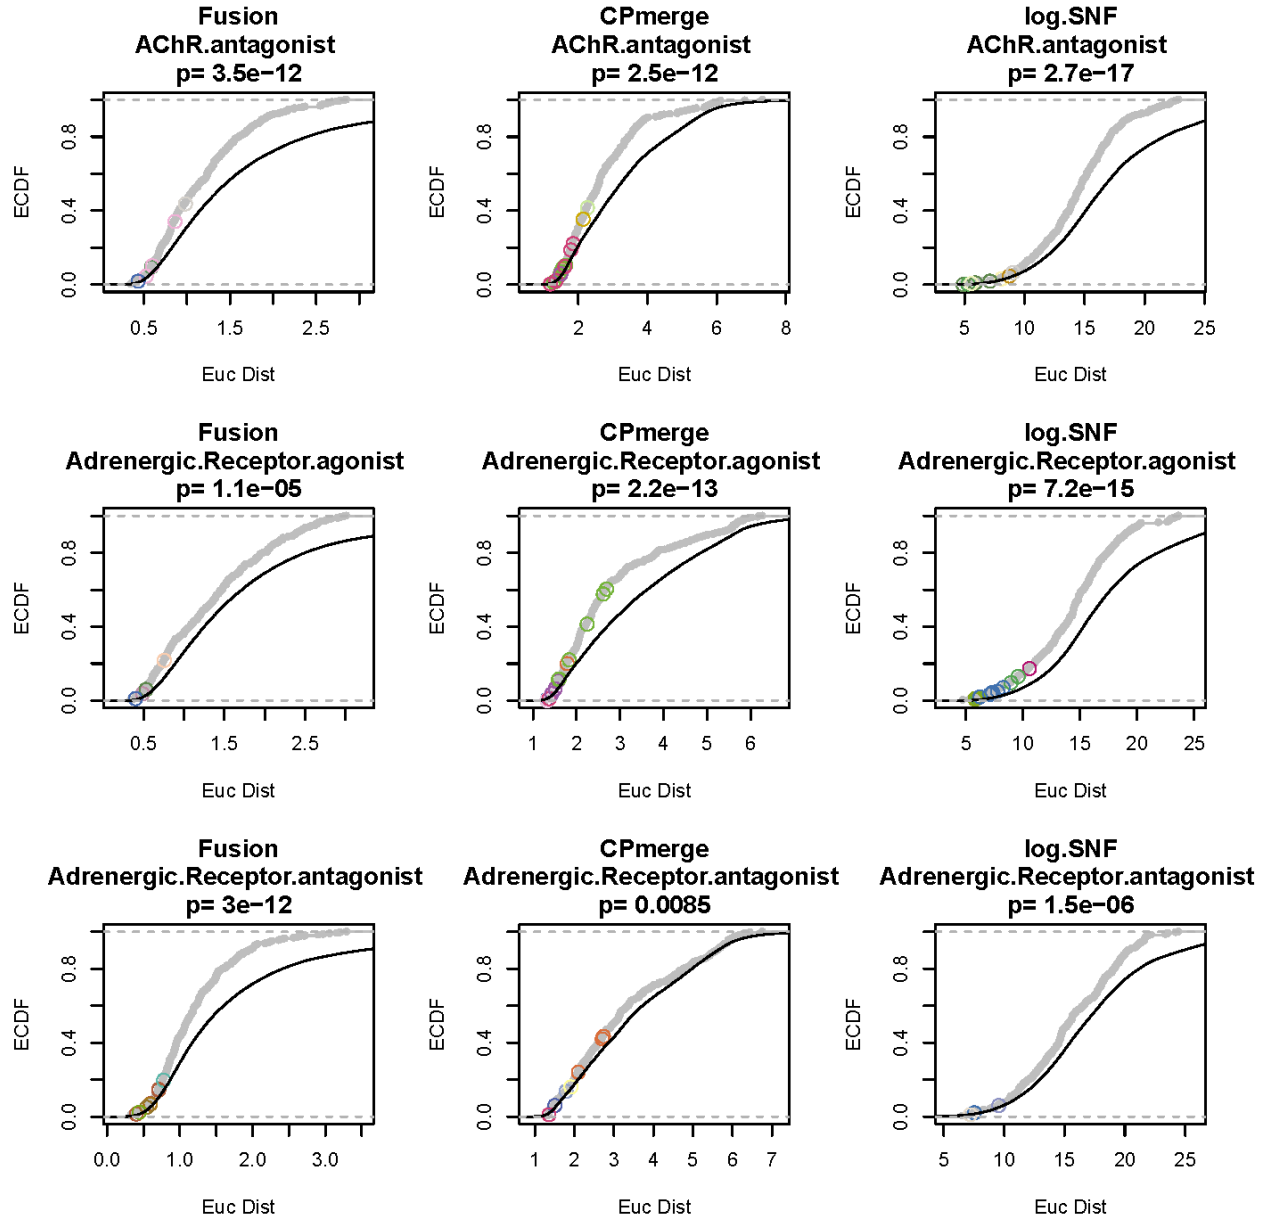 Fusion
AChR.antagonist
p= 3.5e−12
ECDF
0.0 0.4 0.8
0.5 1.5 2.5
Euc Dist
CPmerge
AChR.antagonist
p= 2.5e−12
ECDF
0.0 0.4 0.8
2 4 6 8
Euc Dist
log.SNF
AChR.antagonist
p= 2.7e−17
ECDF
0.0 0.4 0.8
5 10 15 20 25
Euc Dist
Fusion
Adrenergic.Receptor.agonist
p= 1.1e−05
ECDF
0.0 0.4 0.8
0.5 1.5 2.5
Euc Dist
CPmerge
Adrenergic.Receptor.agonist
p= 2.2e−13
ECDF
0.0 0.4 0.8
1 2 3 4 5 6
Euc Dist
log.SNF
Adrenergic.Receptor.agonist
p= 7.2e−15
ECDF
0.0 0.4 0.8
5 10 15 20 25
Euc Dist
Fusion
Adrenergic.Receptor.antagonist
p= 3e−12
ECDF
0.0 0.4 0.8
0.0 1.0 2.0 3.0
Euc Dist
CPmerge
Adrenergic.Receptor.antagonist
p= 0.0085
ECDF
0.0 0.4 0.8
1 2 3 4 5 6 7
Euc Dist
log.SNF
Adrenergic.Receptor.antagonist
p= 1.5e−06
ECDF
0.0 0.4 0.8
5 10 15 20 25
Euc Dist